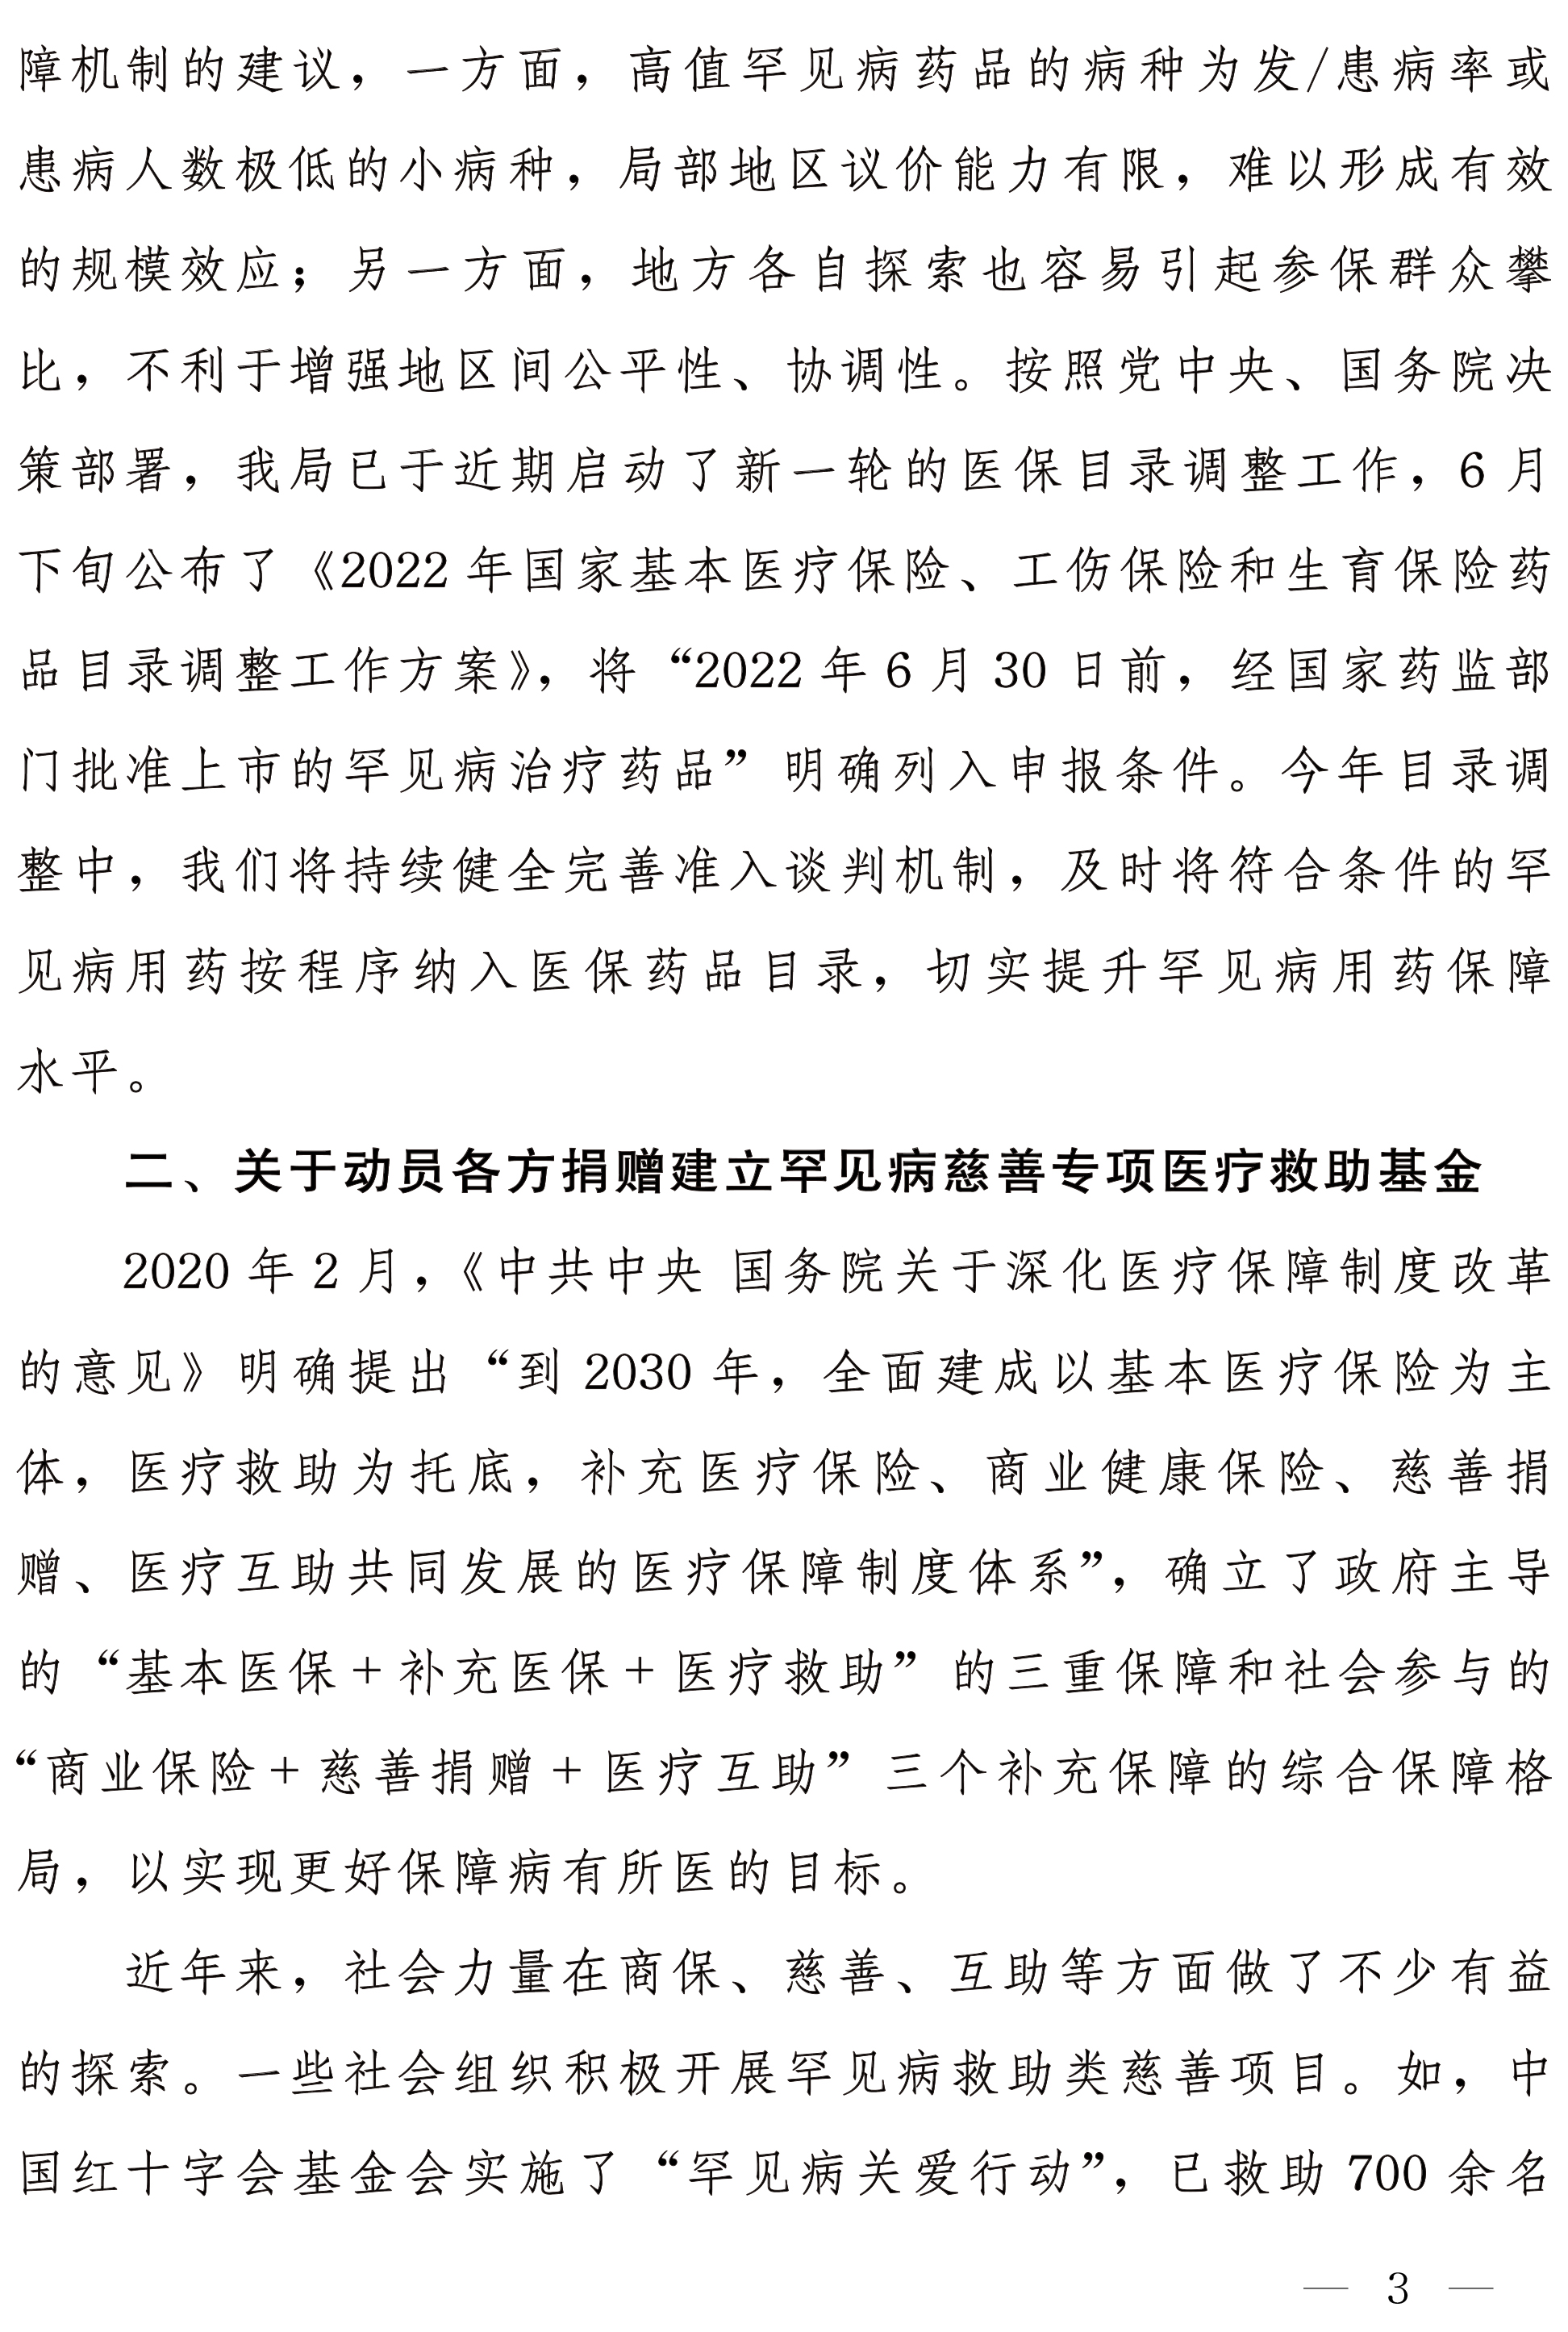 障机制的建议，一方面，高值罕见病药品的病种为发/患病率或
患病人数极低的小病种，局部地区议价能力有限，难以形成有效
的规模效应；另一方面，地方各自探索也容易引起参保群众攀
比，不利于增强地区间公平性、协调性。按照党中央、国务院决
策部署，我局已于近期启动了新一轮的医保目录调整工作，6 月
下旬公布了《2022 年国家基本医疗保险、工伤保险和生育保险药
品目录调整工作方案》，将“2022 年 6 月 30 日前，经国家药监部
门批准上市的罕见病治疗药品”明确列入申报条件。今年目录调
整中，我们将持续健全完善准入谈判机制，及时将符合条件的罕
见病用药按程序纳入医保药品目录，切实提升罕见病用药保障
水平。
二、关于动员各方捐赠建立罕见病慈善专项医疗救助基金
2020 年 2 月，《中共中央 国务院关于深化医疗保障制度改革
的意见》明确提出“到 2030 年，全面建成以基本医疗保险为主
体，医疗救助为托底，补充医疗保险、商业健康保险、慈善捐
赠、医疗互助共同发展的医疗保障制度体系”，确立了政府主导
的“基本医保+补充医保+医疗救助”的三重保障和社会参与的
“商业保险+慈善捐赠+医疗互助”三个补充保障的综合保障格
局，以实现更好保障病有所医的目标。
近年来，社会力量在商保、慈善、互助等方面做了不少有益
的探索。一些社会组织积极开展罕见病救助类慈善项目。如，中
国红十字会基金会实施了“罕见病关爱行动”，已救助 700 余名
— 3 —